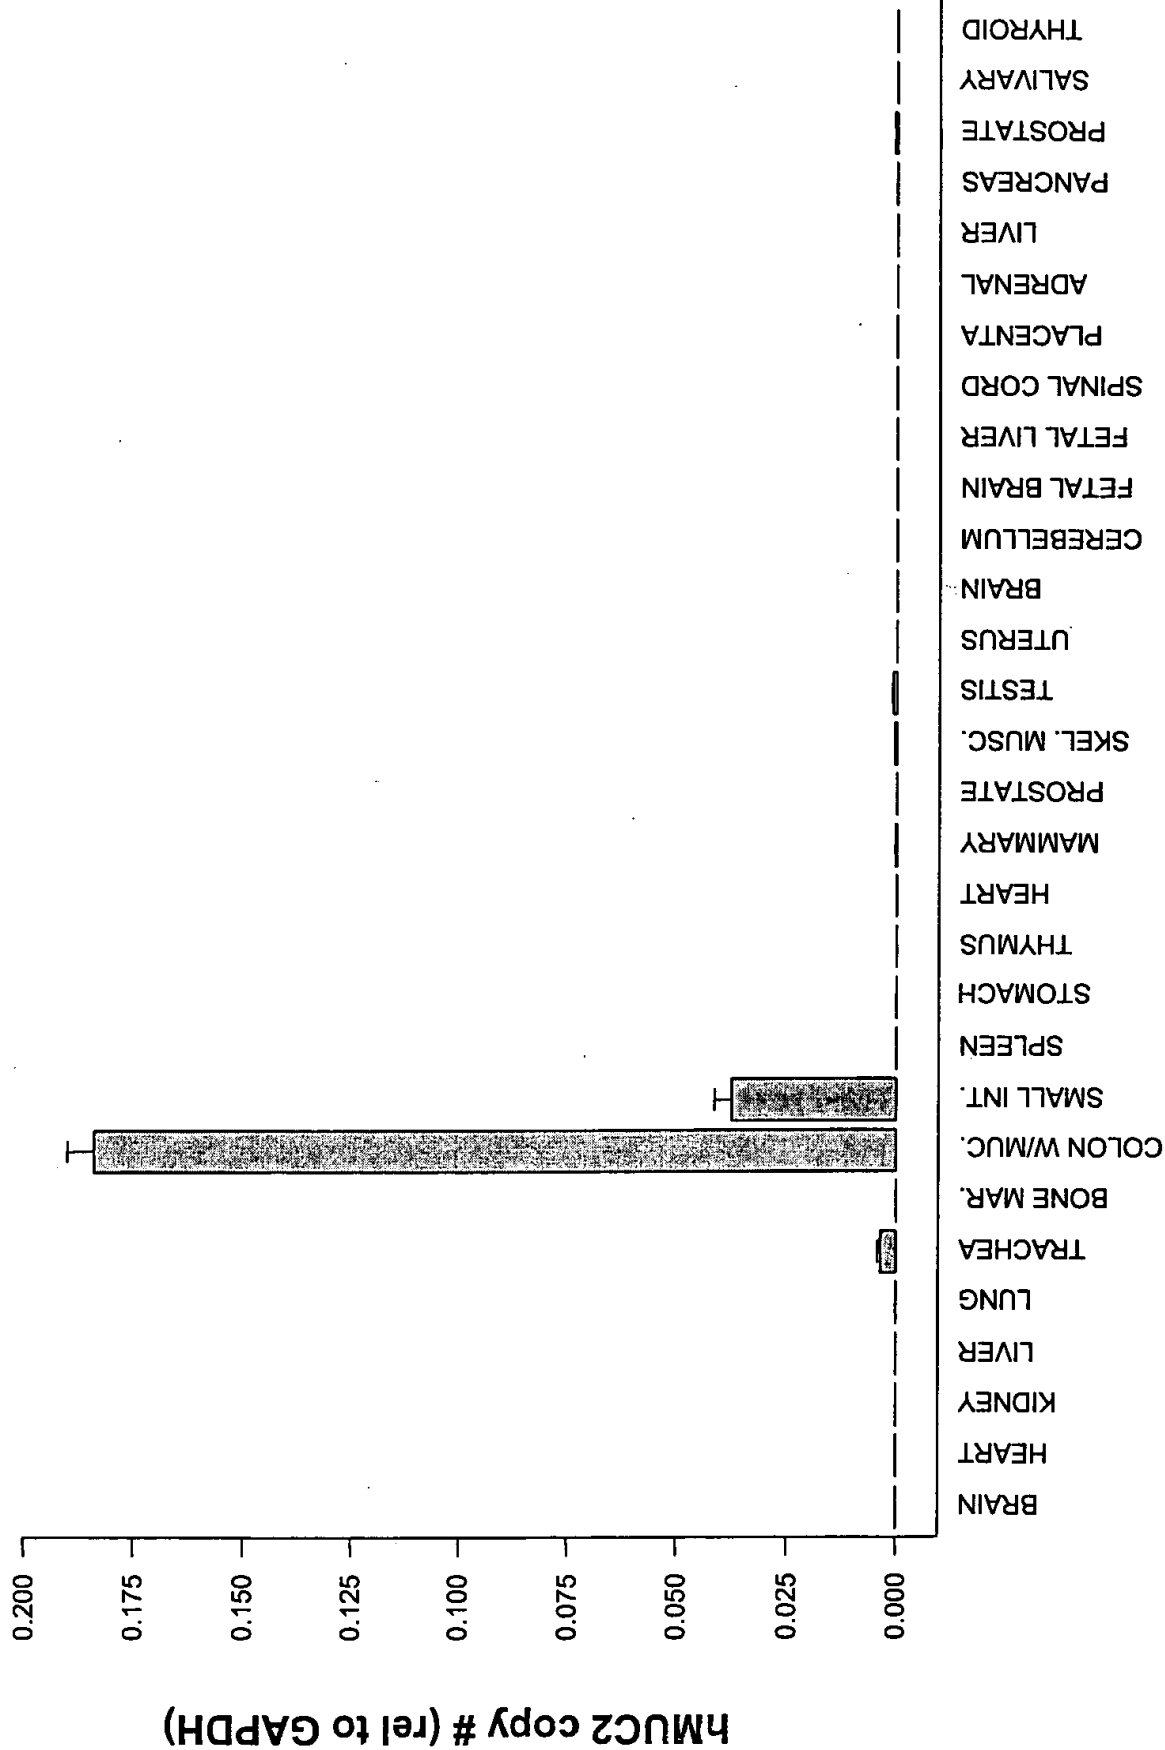 hMUC2 copy # (rel to GAPDH)
0.200
0.175
0.150
0.125
0.100
0.075
0.050
0.025
0.000
BRAIN
HEART
KIDNEY
LIVER
LUNG
TRACHEA
BONE MAR.
COLON W/MUC.
SMALL INT.
SPLEEN
STOMACH
THYMUS
HEART
MAMMARY
PROSTATE
SKEL. MUSC.
TESTIS
UTERUS
BRAIN
CEREBELLUM
FETAL BRAIN
FETAL LIVER
SPINAL CORD
PLACENTA
ADRENAL
LIVER
PANCREAS
PROSTATE
SALIVARY
THYROID